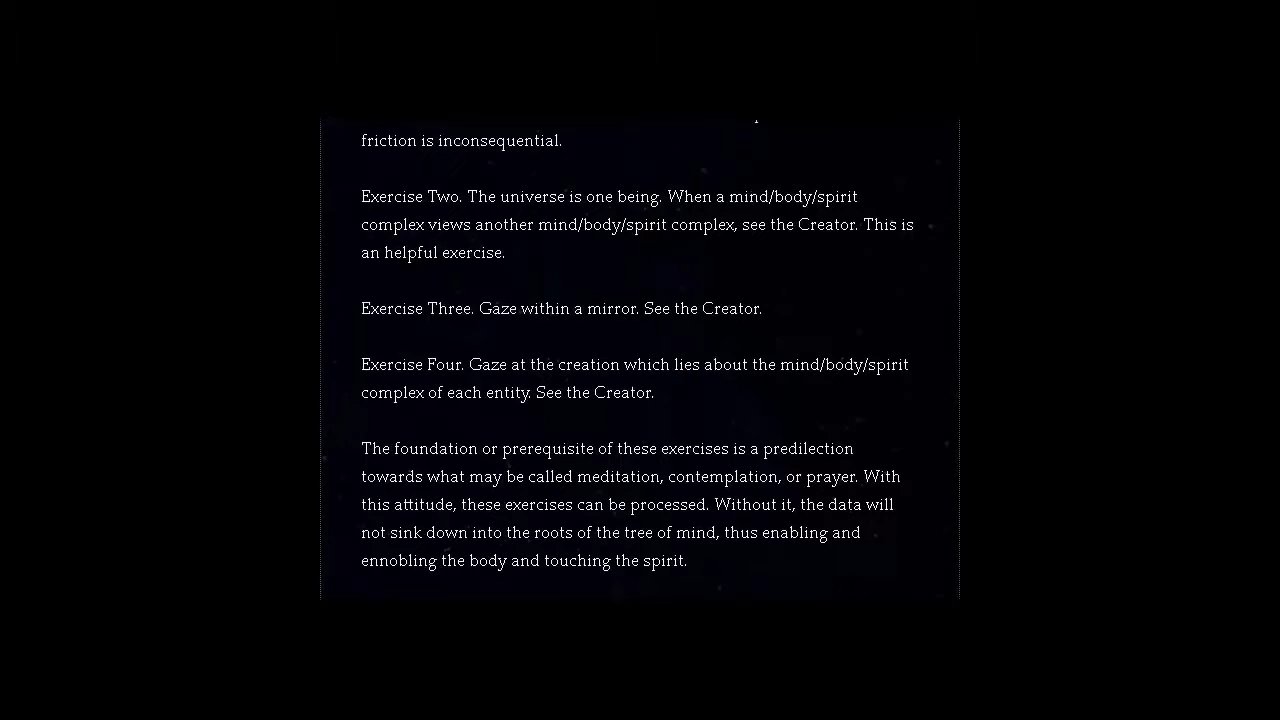 friction is inconsequential.
Exercise Two. The universe is one being. When a mind/body/spirit
complex views another mind/body/spirit complex, see the Creator. This is
an helpful exercise.
Exercise Three. Gaze within a mirror. See the Creator.
Exercise Four. Gaze at the creation which lies about the mind/body/spirit
complex of each entity. See the Creator.
The foundation or prerequisite of these exercises is a predilection
towards what may be called meditation, contemplation, or prayer. With
this attitude, these exercises can be processed. Without it, the data will
not sink down into the roots of the tree of mind, thus enabling and
ennobling the body and touching the spirit.